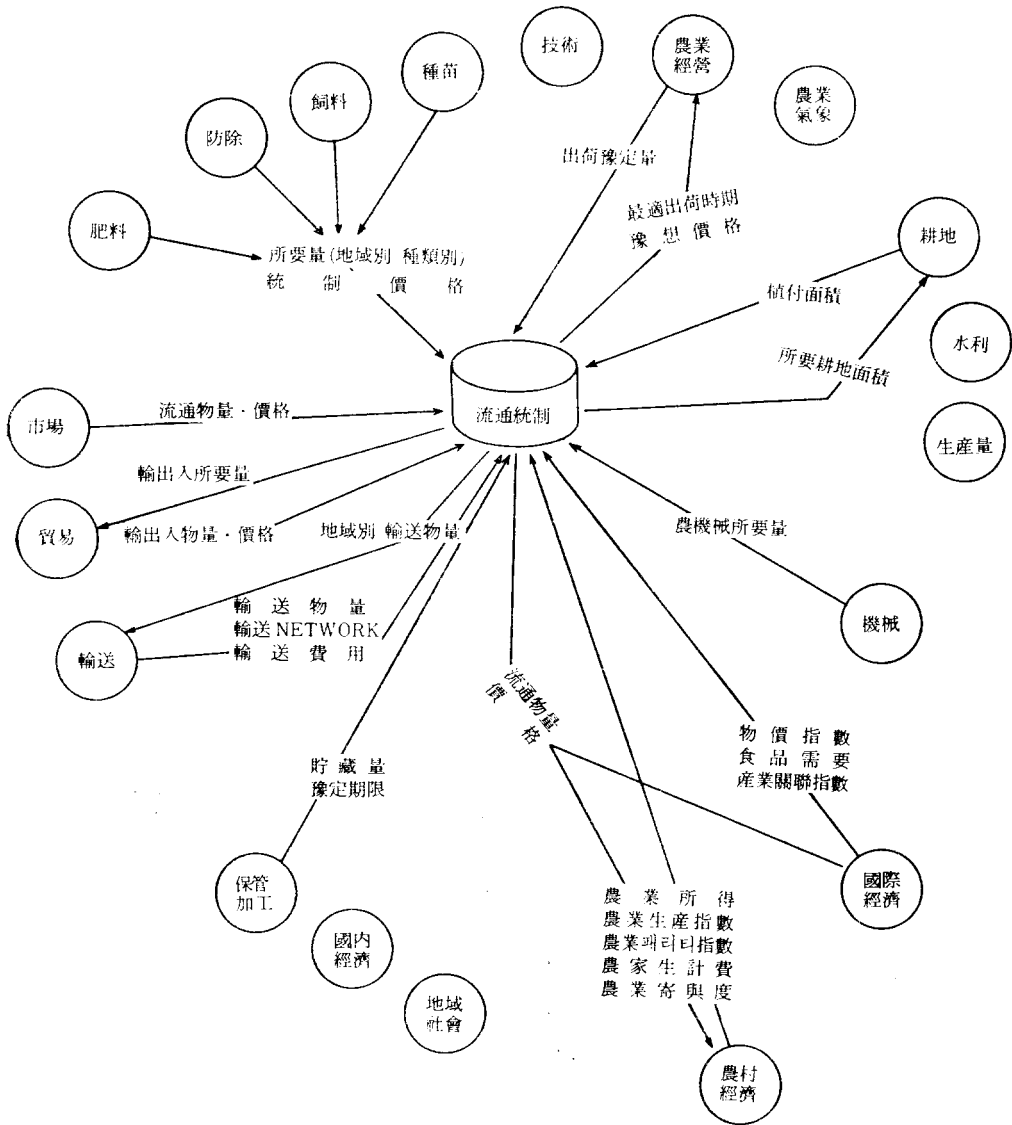 技術
農業
經營
種苗
農業
氣象
飼料
防除
出荷豫定量
最適出荷時期
豫想價格
肥料
耕地
所要量(地域別 種類別)
統制價格
植付面積
水利
所要耕地面積
市場
流通物量·價格
流通統制
生産量
輸出入所要量
貿易
輸出入物量·價格
地域別 輸送物量
農機械所要量
輸送物量
輸送NETWORK
輸送費用
輸送
機械
流通物量
價格
物價指數
食品需要
産業關聯指數
貯藏量
豫定期限
保管
加工
國際
經濟
農業所得
農業生産指數
農業패리티指數
農家生計費
農業寄與度
國内
經濟
地域
社會
農村
經濟